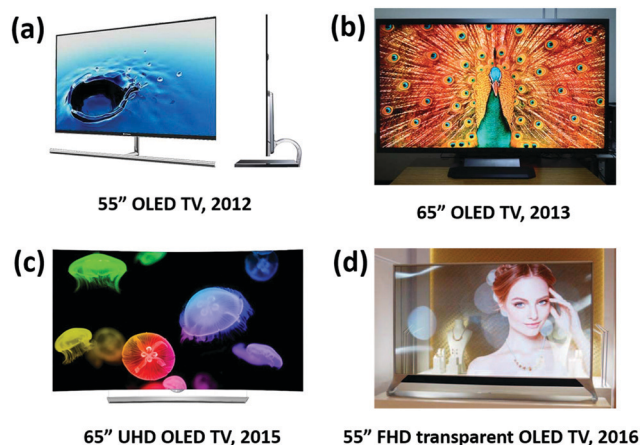 (a)
(b)
55” OLED TV, 2012
65” OLED TV, 2013
(c)
(d)
65” UHD OLED TV, 2015
55” FHD transparent OLED TV, 2016